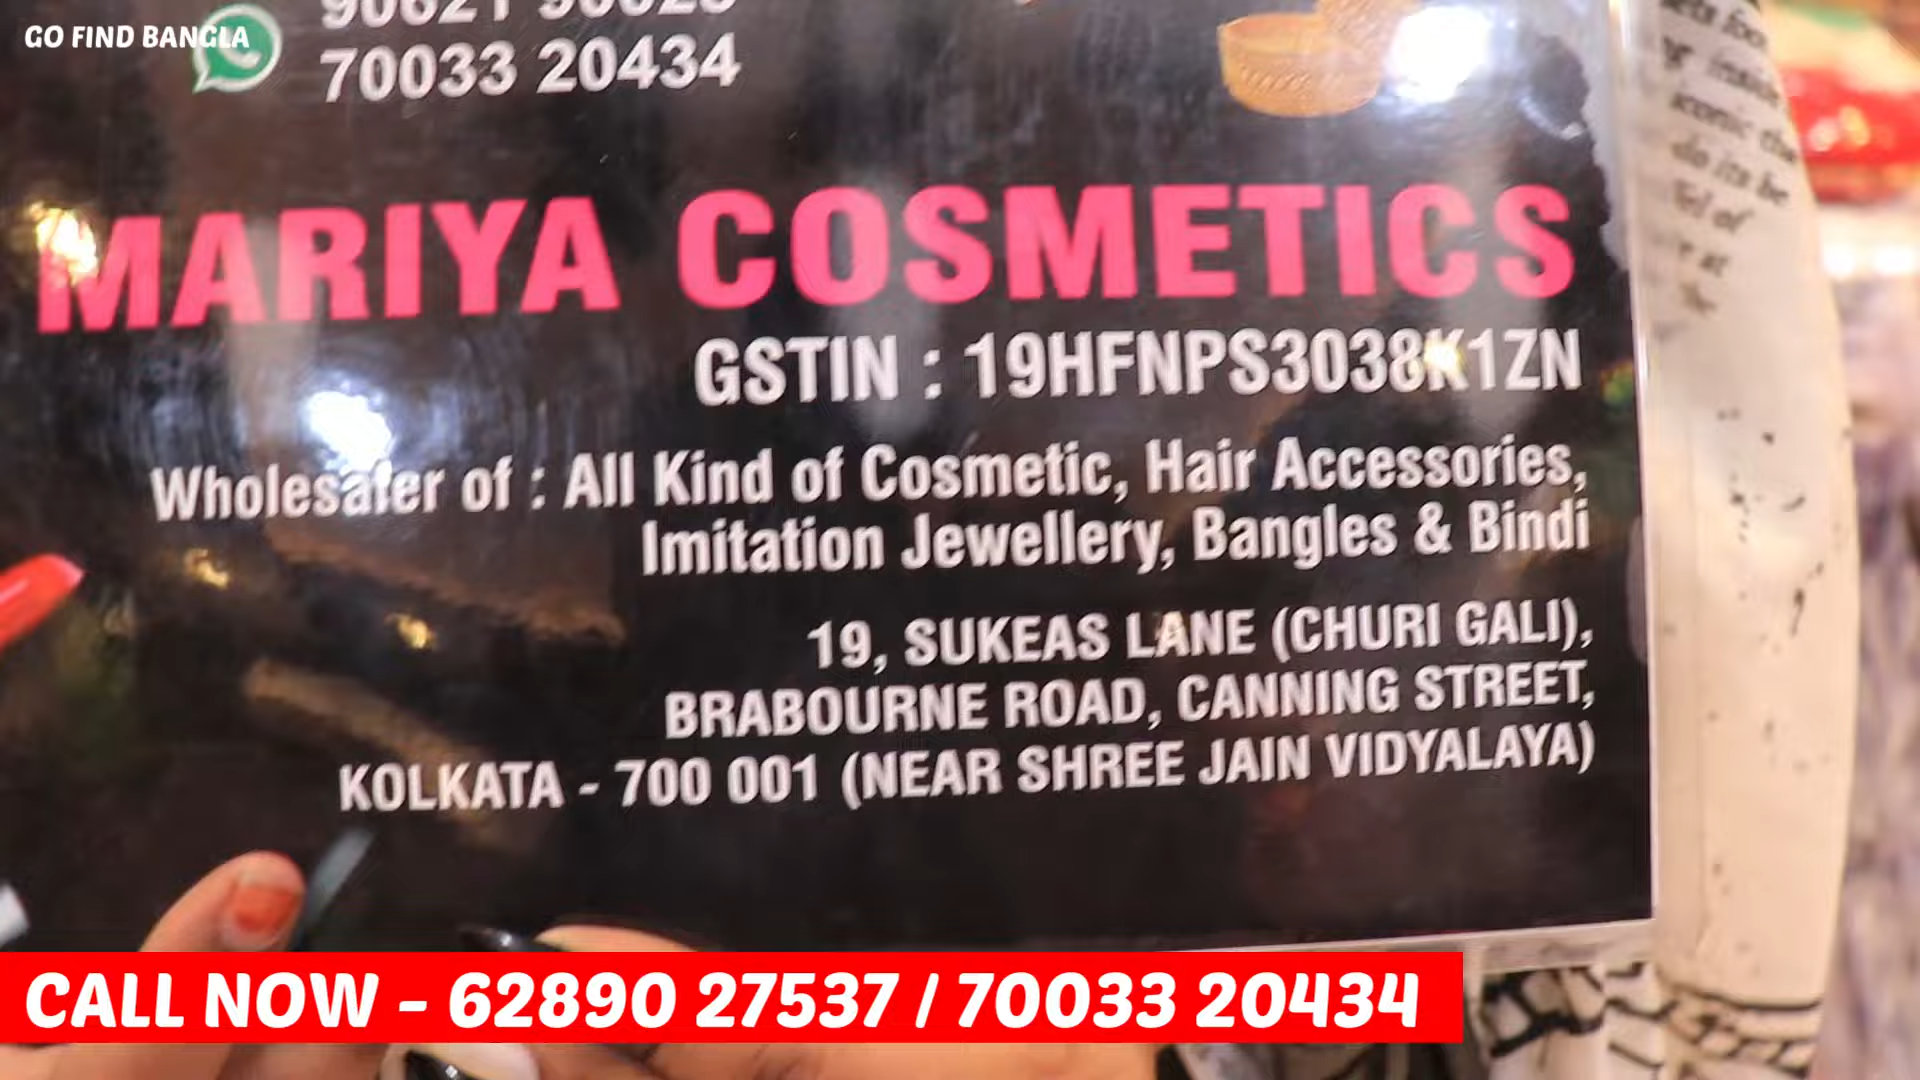 GO FIND BANGLA
70033 20434
MARIYA COSMETICS
GSTIN : 19HFNPS3038K1ZN
Wholesaler of : All Kind of Cosmetic, Hair Accessories,
Imitation Jewellery, Bangles & Bindi
19, SUKEAS LANE (CHURI GALI),
BRABOURNE ROAD, CANNING STREET,
KOLKATA - 700 001 (NEAR SHREE JAIN VIDYALAYA)
CALL NOW - 62890 27537 / 70033 20434